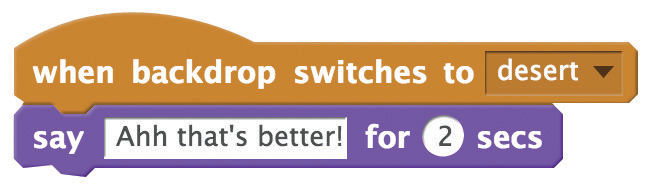 when backdrop switches to desert
say Ahh that's better! for 2 secs